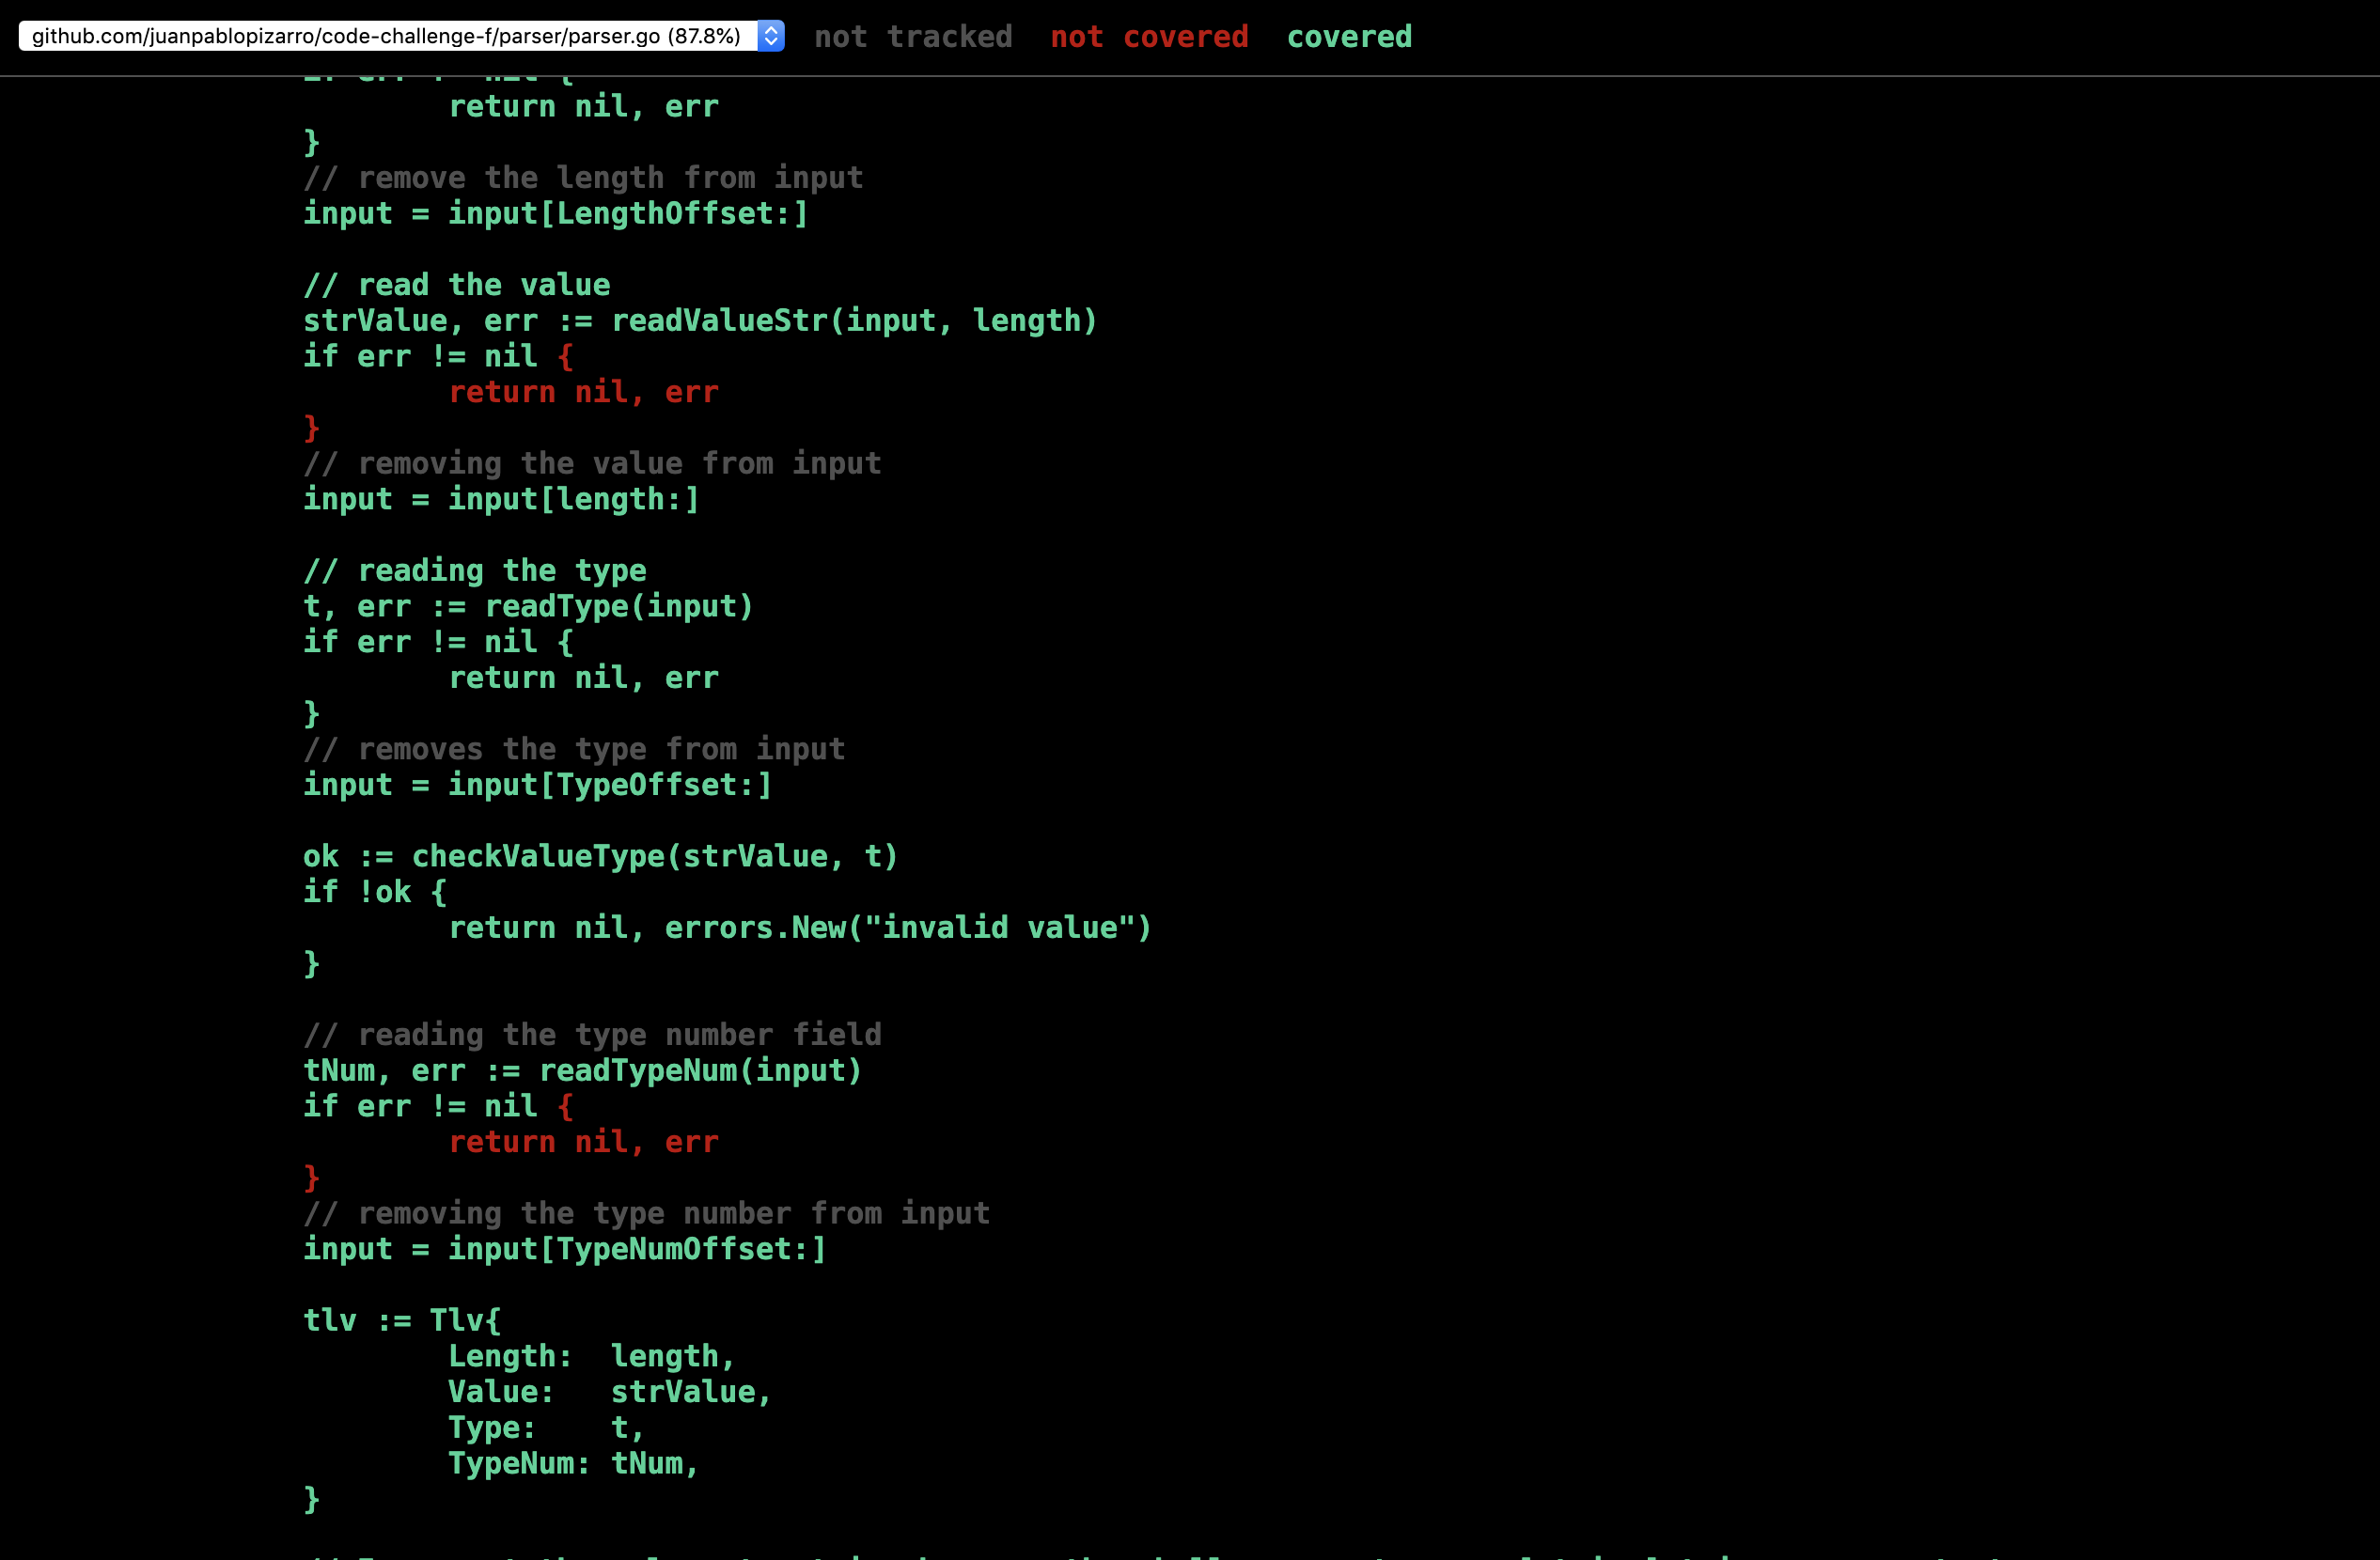 github.com/juanpablopizarro/code-challenge-f/parser/parser.go (87.8%) not tracked not covered covered
if err != nil {
return nil, err
}
// remove the length from input
input = input[LengthOffset:]
// read the value
strValue, err := readValueStr(input, length)
if err != nil {
return nil, err
}
// removing the value from input
input = input[length:]
// reading the type
t, err := readType(input)
if err != nil {
return nil, err
}
// removes the type from input
input = input[TypeOffset:]
ok := checkValueType(strValue, t)
if !ok {
return nil, errors.New("invalid value")
}
// reading the type number field
tNum, err := readTypeNum(input)
if err != nil {
return nil, err
}
// removing the type number from input
input = input[TypeNumOffset:]
tlv := Tlv{
Length: length,
Value: strValue,
Type: t,
TypeNum: tNum,
}